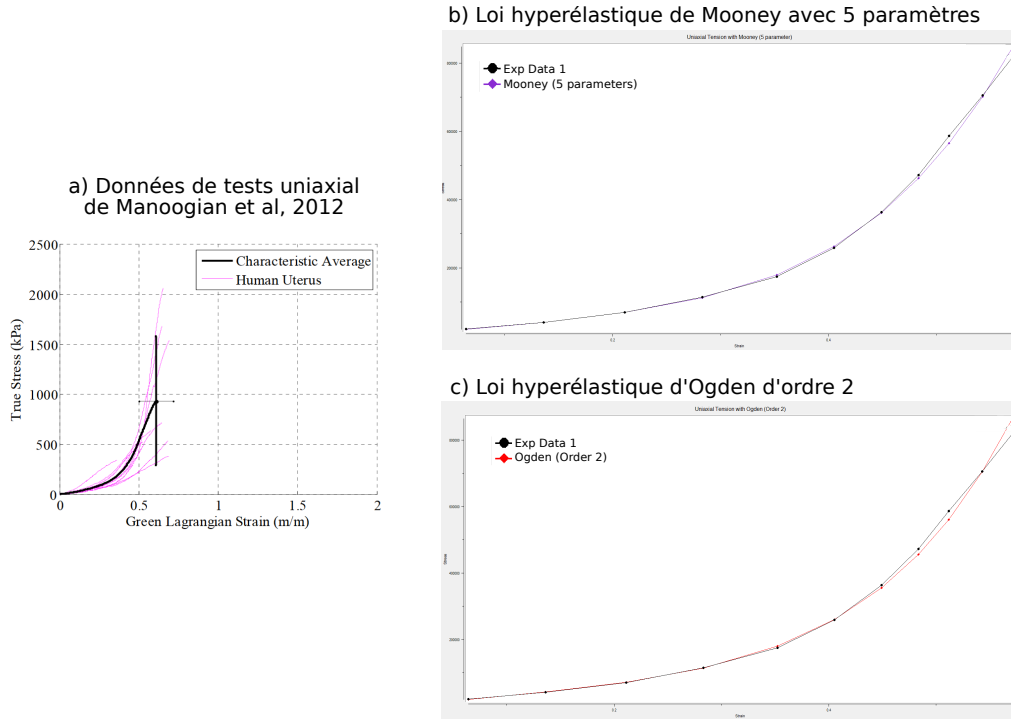 a) Données de tests uniaxial
de Manoogian et al, 2012
2500
2000
1500
1000
500
0
0
0.5
1
1.5
2
True Stress (kPa)
Green Lagrangian Strain (m/m)
Characteristic Average
Human Uterus
b) Loi hyperélastique de Mooney avec 5 paramètres
Uniaxial Tension with Mooney (5 parameter)
Exp Data 1
Mooney (5 parameters)
80000
60000
40000
20000
0.2
0.4
Strain
c) Loi hyperélastique d'Ogden d'ordre 2
Uniaxial Tension with Ogden (Order 2)
Exp Data 1
Ogden (Order 2)
80000
60000
Stress
40000
20000
0.2
0.4
Strain